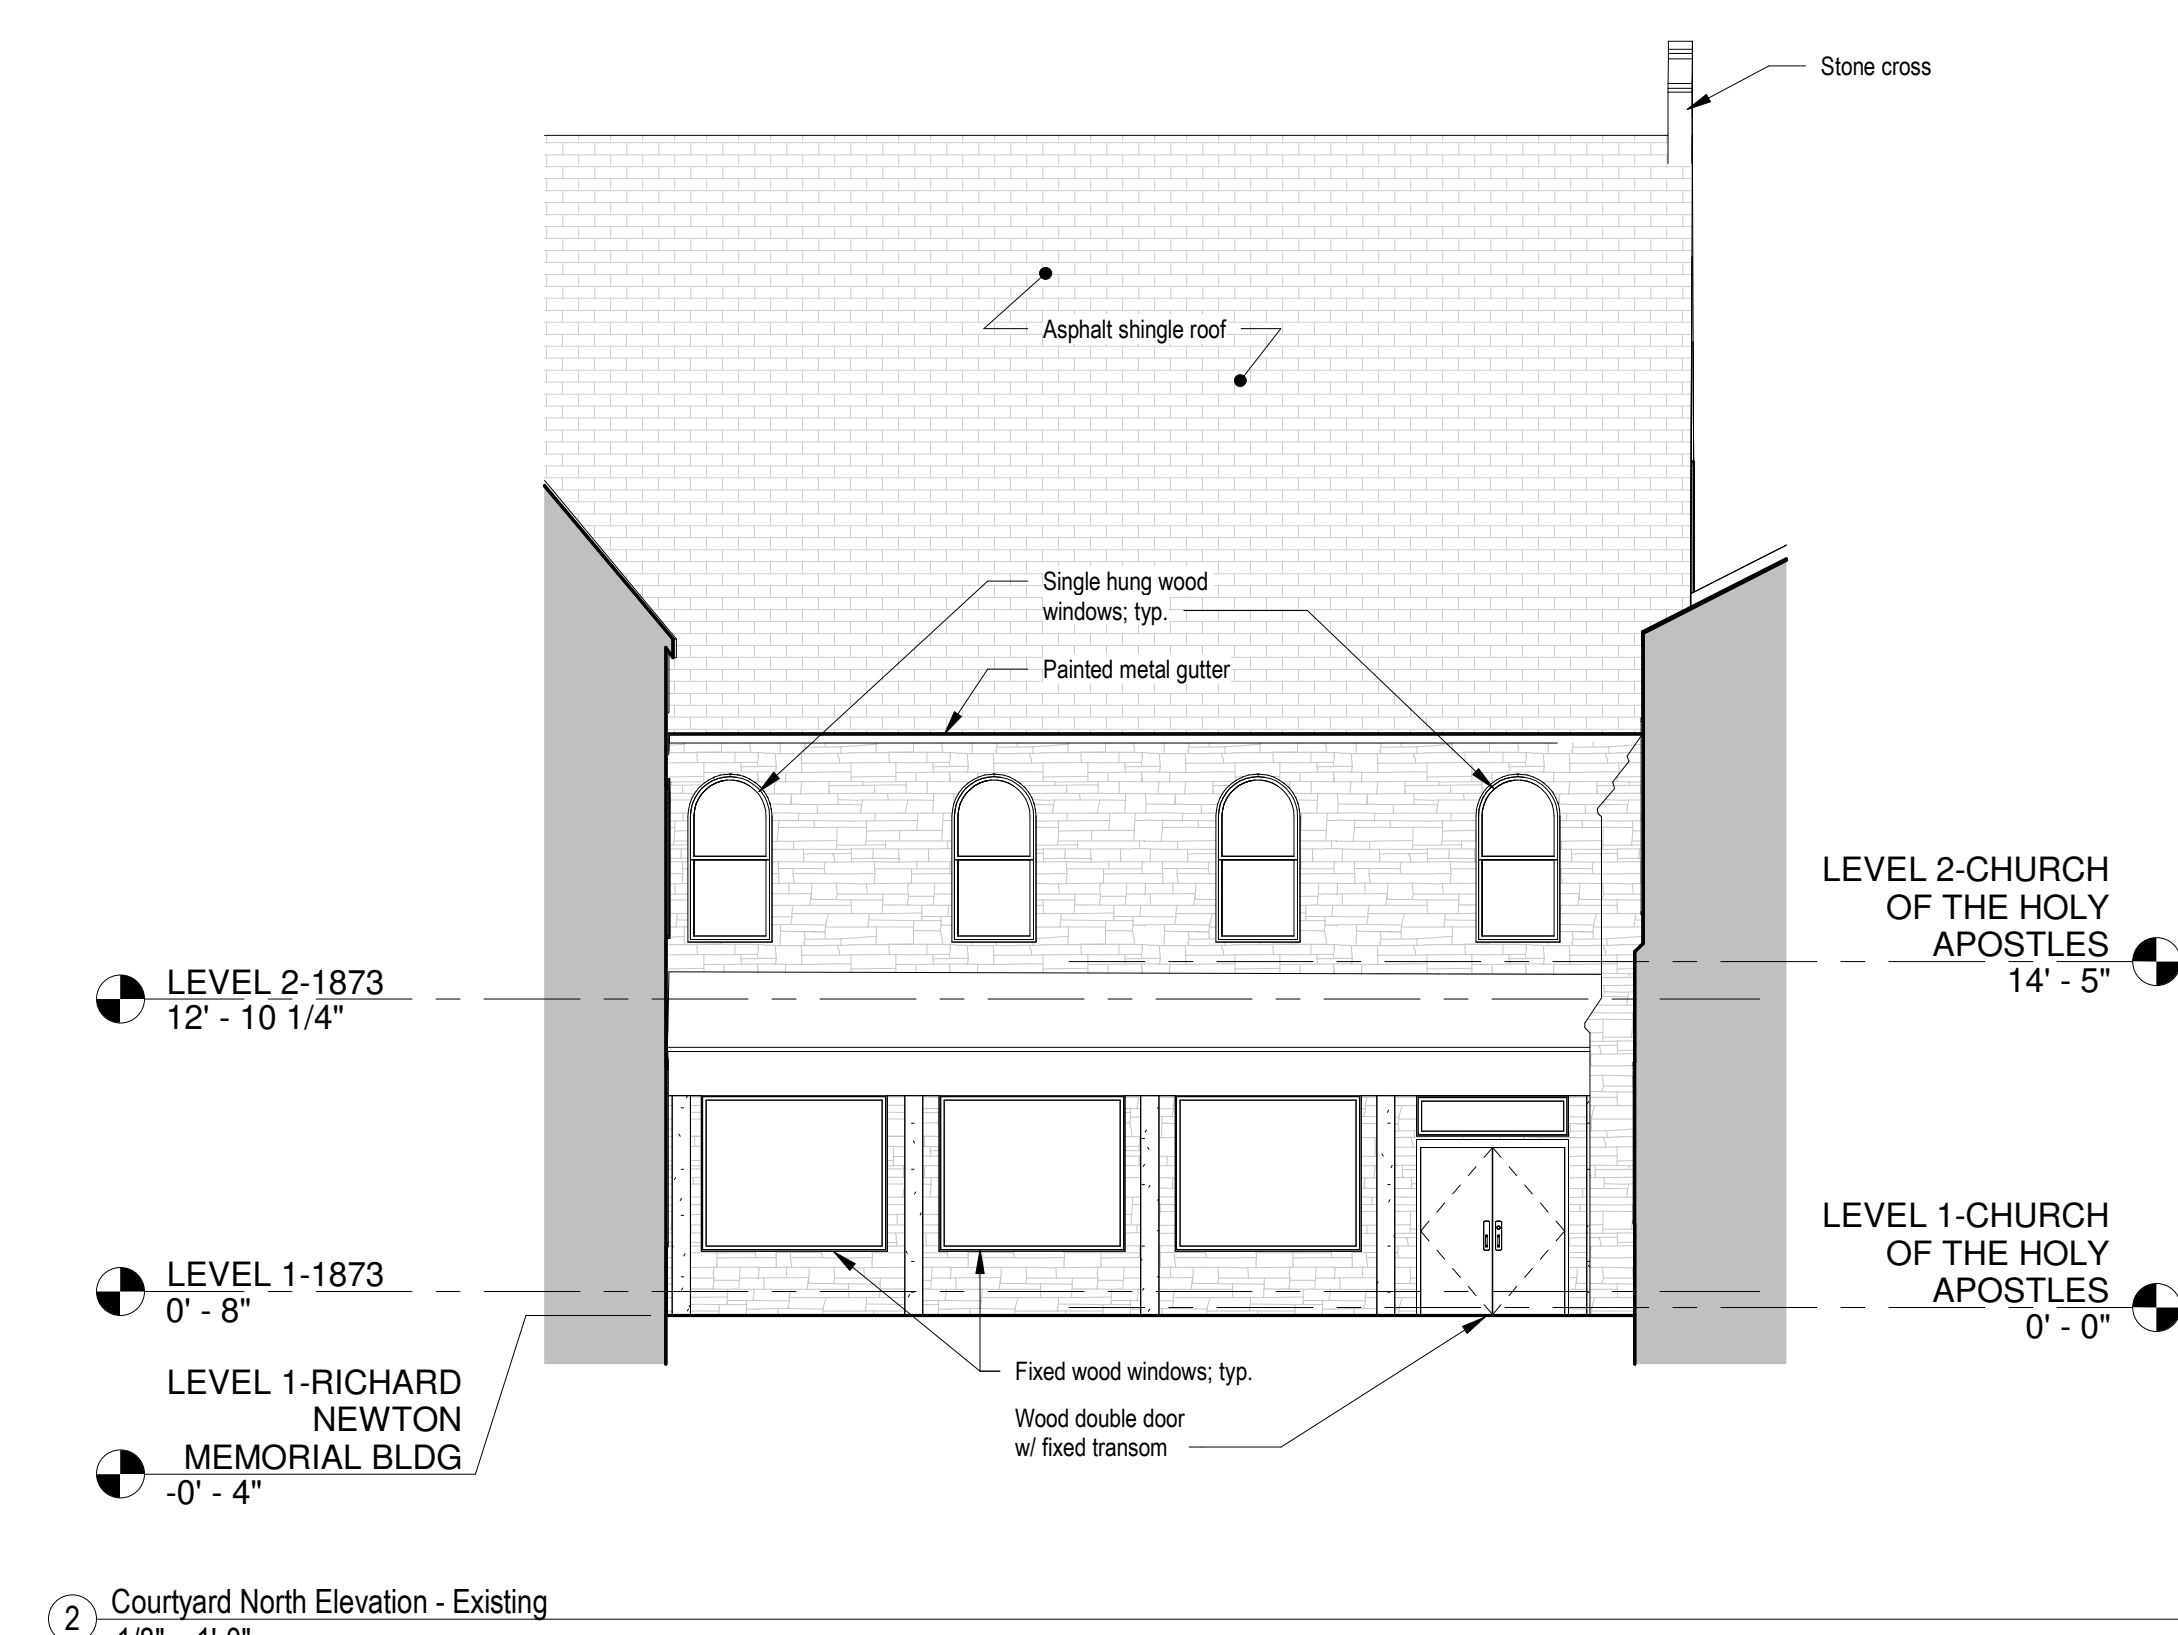 Stone cross
Asphalt shingle roof
Single hung wood
windows; typ.
Painted metal gutter
LEVEL 2-CHURCH
OF THE HOLY
APOSTLES
14' - 5"
LEVEL 2-1873
12' - 10 1/4"
LEVEL 1-CHURCH
OF THE HOLY
APOSTLES
0' - 0"
LEVEL 1-1873
0' - 8"
LEVEL 1-RICHARD
NEWTON
MEMORIAL BLDG
-0' - 4"
Fixed wood windows; typ.
Wood double door
w/ fixed transom
2
Courtyard North Elevation - Existing